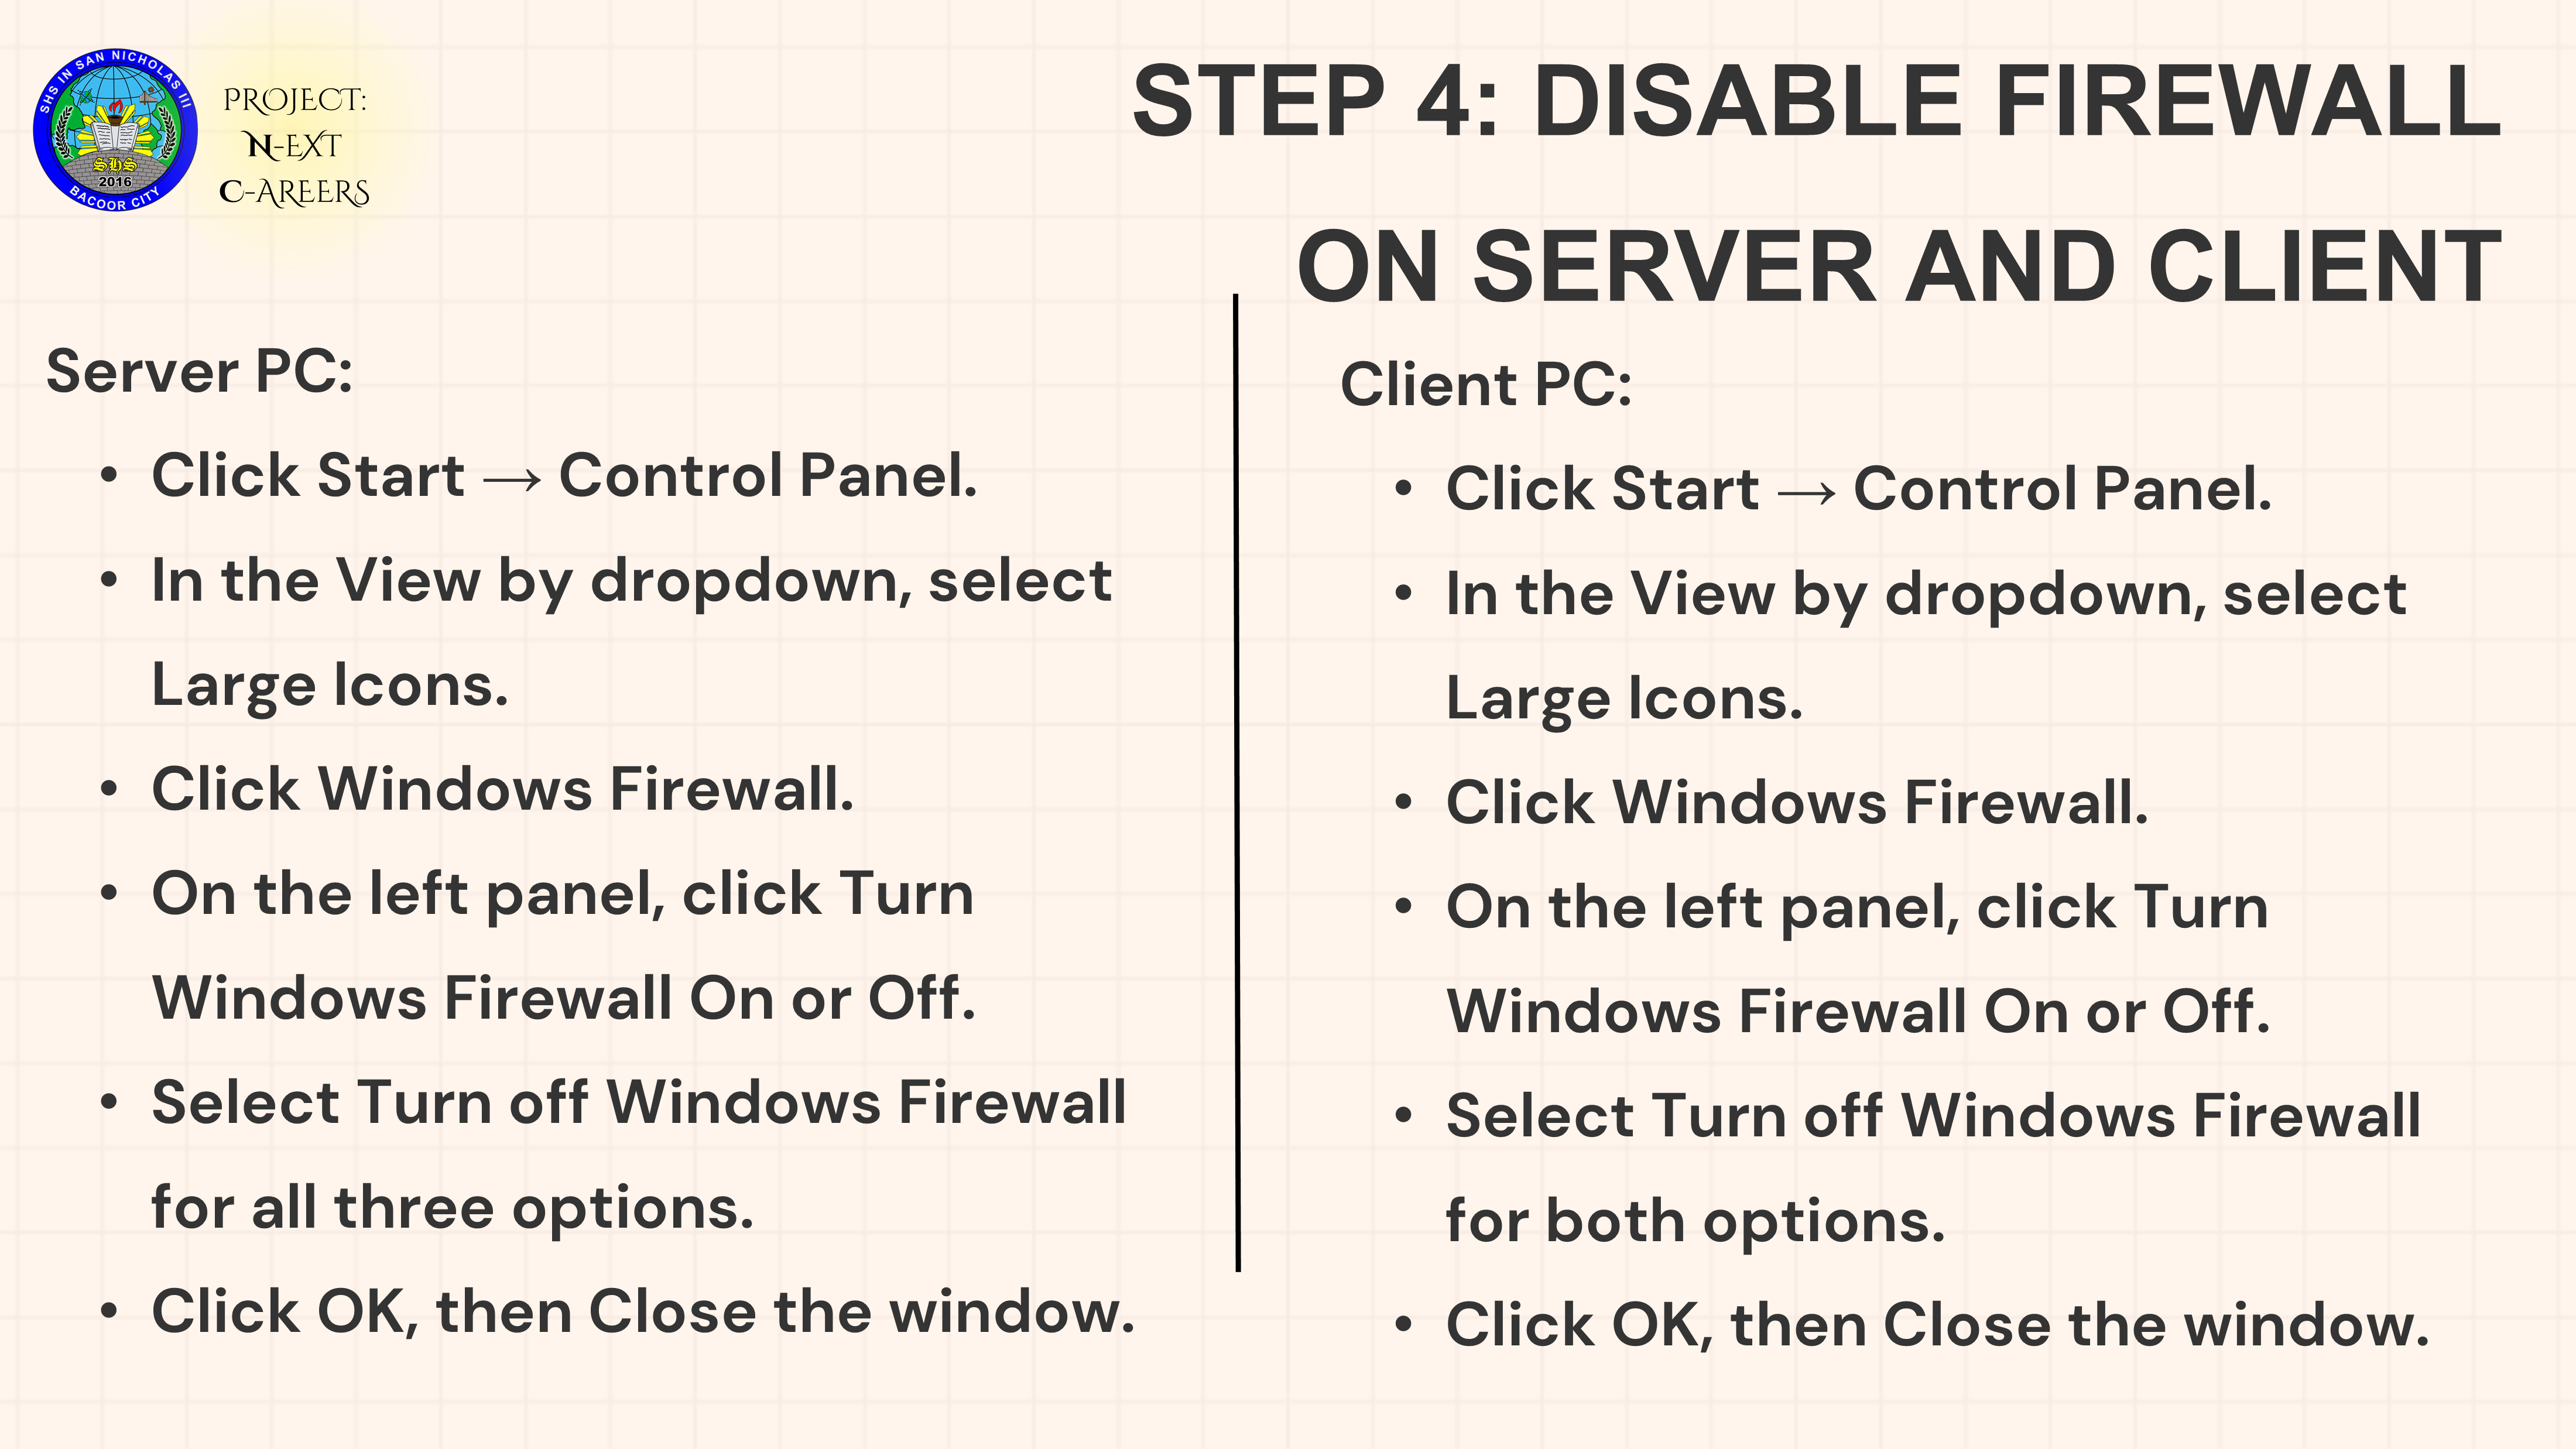 SHS IN SAN NICHOLAS III
SHS
2016
BACOOR CITY
PROJECT:
N-EXT
C-AREERS
STEP 4: DISABLE FIREWALL
ON SERVER AND CLIENT
Server PC:
• Click Start → Control Panel.
• In the View by dropdown, select
Large Icons.
• Click Windows Firewall.
• On the left panel, click Turn
Windows Firewall On or Off.
• Select Turn off Windows Firewall
for all three options.
• Click OK, then Close the window.
Client PC:
• Click Start → Control Panel.
• In the View by dropdown, select
Large Icons.
• Click Windows Firewall.
• On the left panel, click Turn
Windows Firewall On or Off.
• Select Turn off Windows Firewall
for both options.
• Click OK, then Close the window.